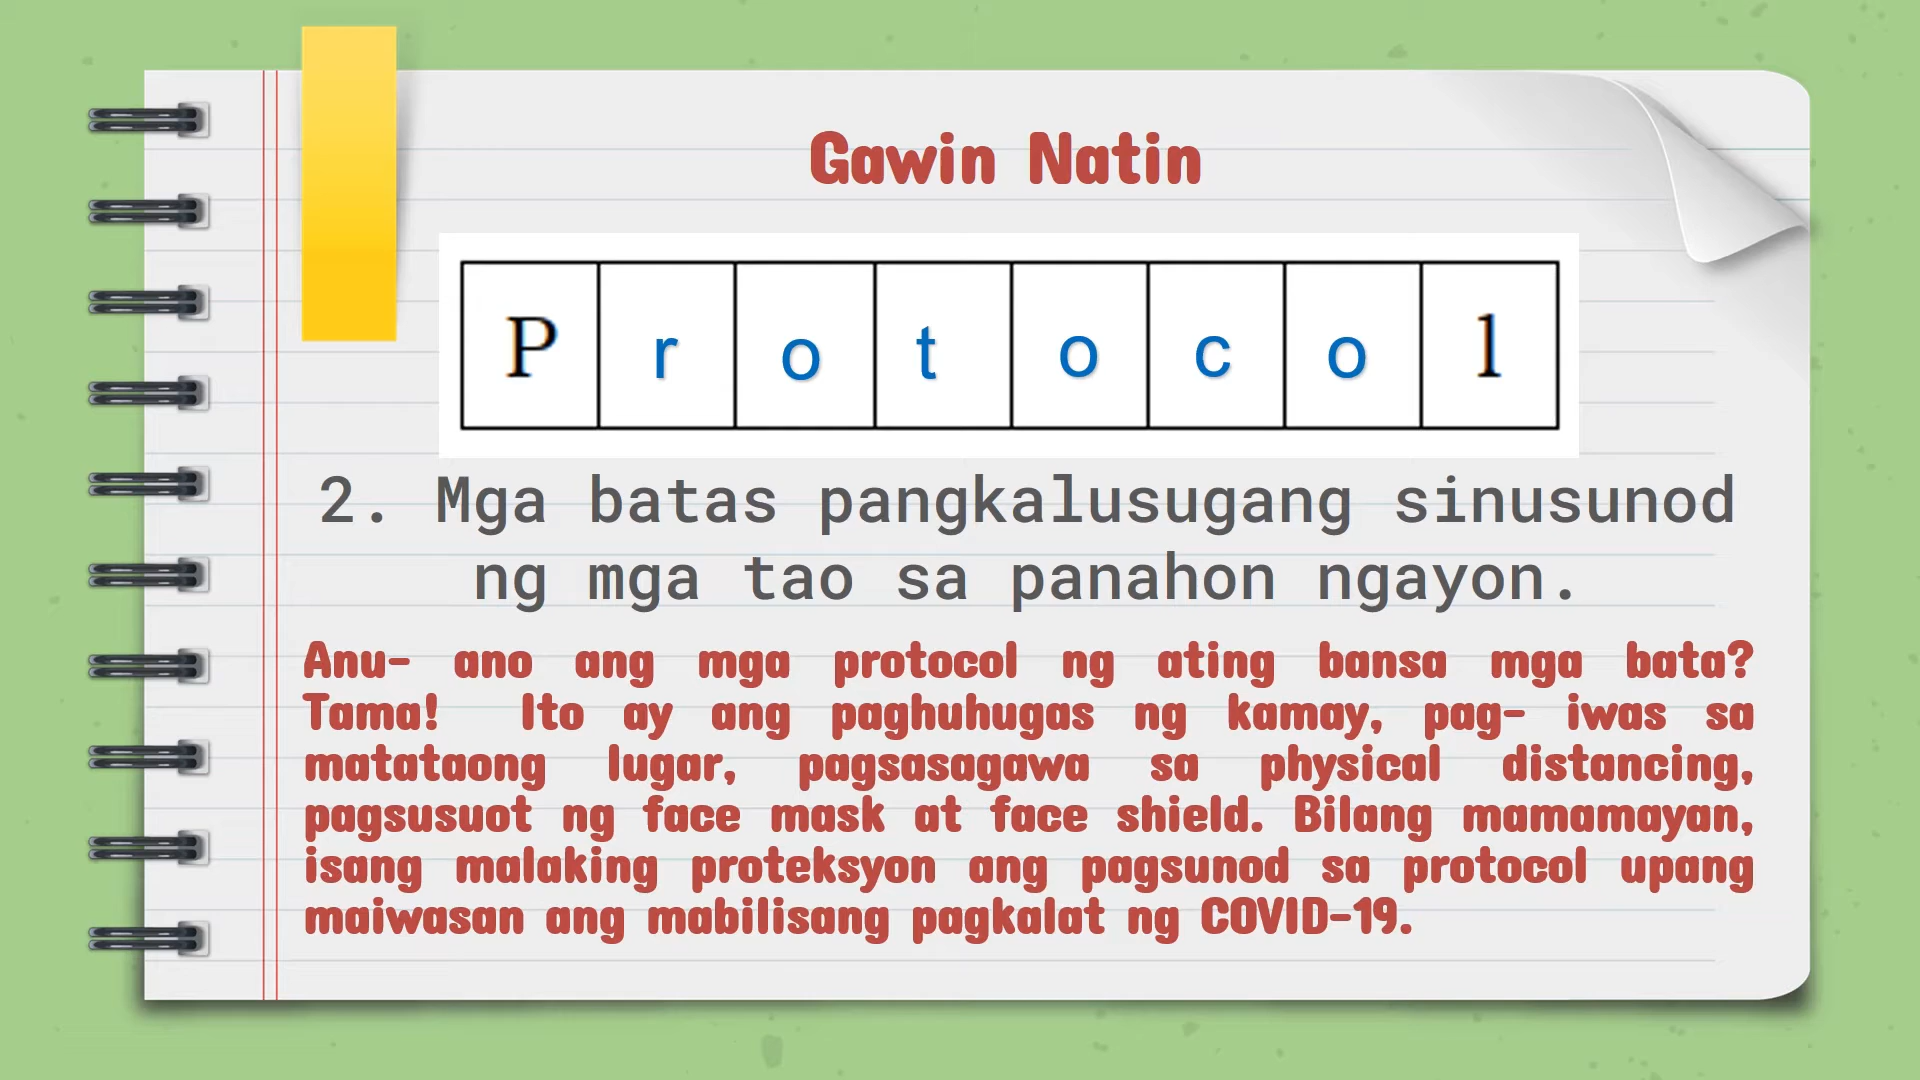 Gawin Natin
P r o t o c o l
2. Mga batas pangkalusugang sinusunod
ng mga tao sa panahon ngayon.
Anu- ano ang mga protocol ng ating bansa mga bata?
Tama! Ito ay ang paghuhugas ng kamay, pag- iwas sa
matataong lugar, pagsasagawa sa physical distancing,
pagsusuot ng face mask at face shield. Bilang mamamayan,
isang malaking proteksyon ang pagsunod sa protocol upang
maiwasan ang mabilisang pagkalat ng COVID-19.